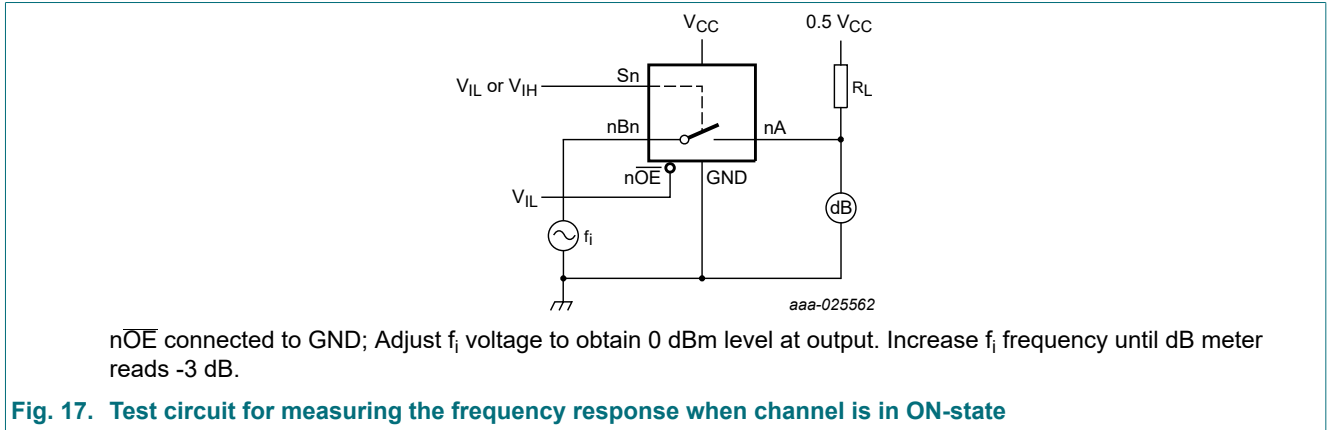 VCC
0.5 VCC
Sn
VIL or VIH
RL
nBn
nA
nOE
GND
VIL
dB
fi
aaa-025562
nOE connected to GND; Adjust fi voltage to obtain 0 dBm level at output. Increase fi frequency until dB meter
reads -3 dB.
Fig. 17. Test circuit for measuring the frequency response when channel is in ON-state